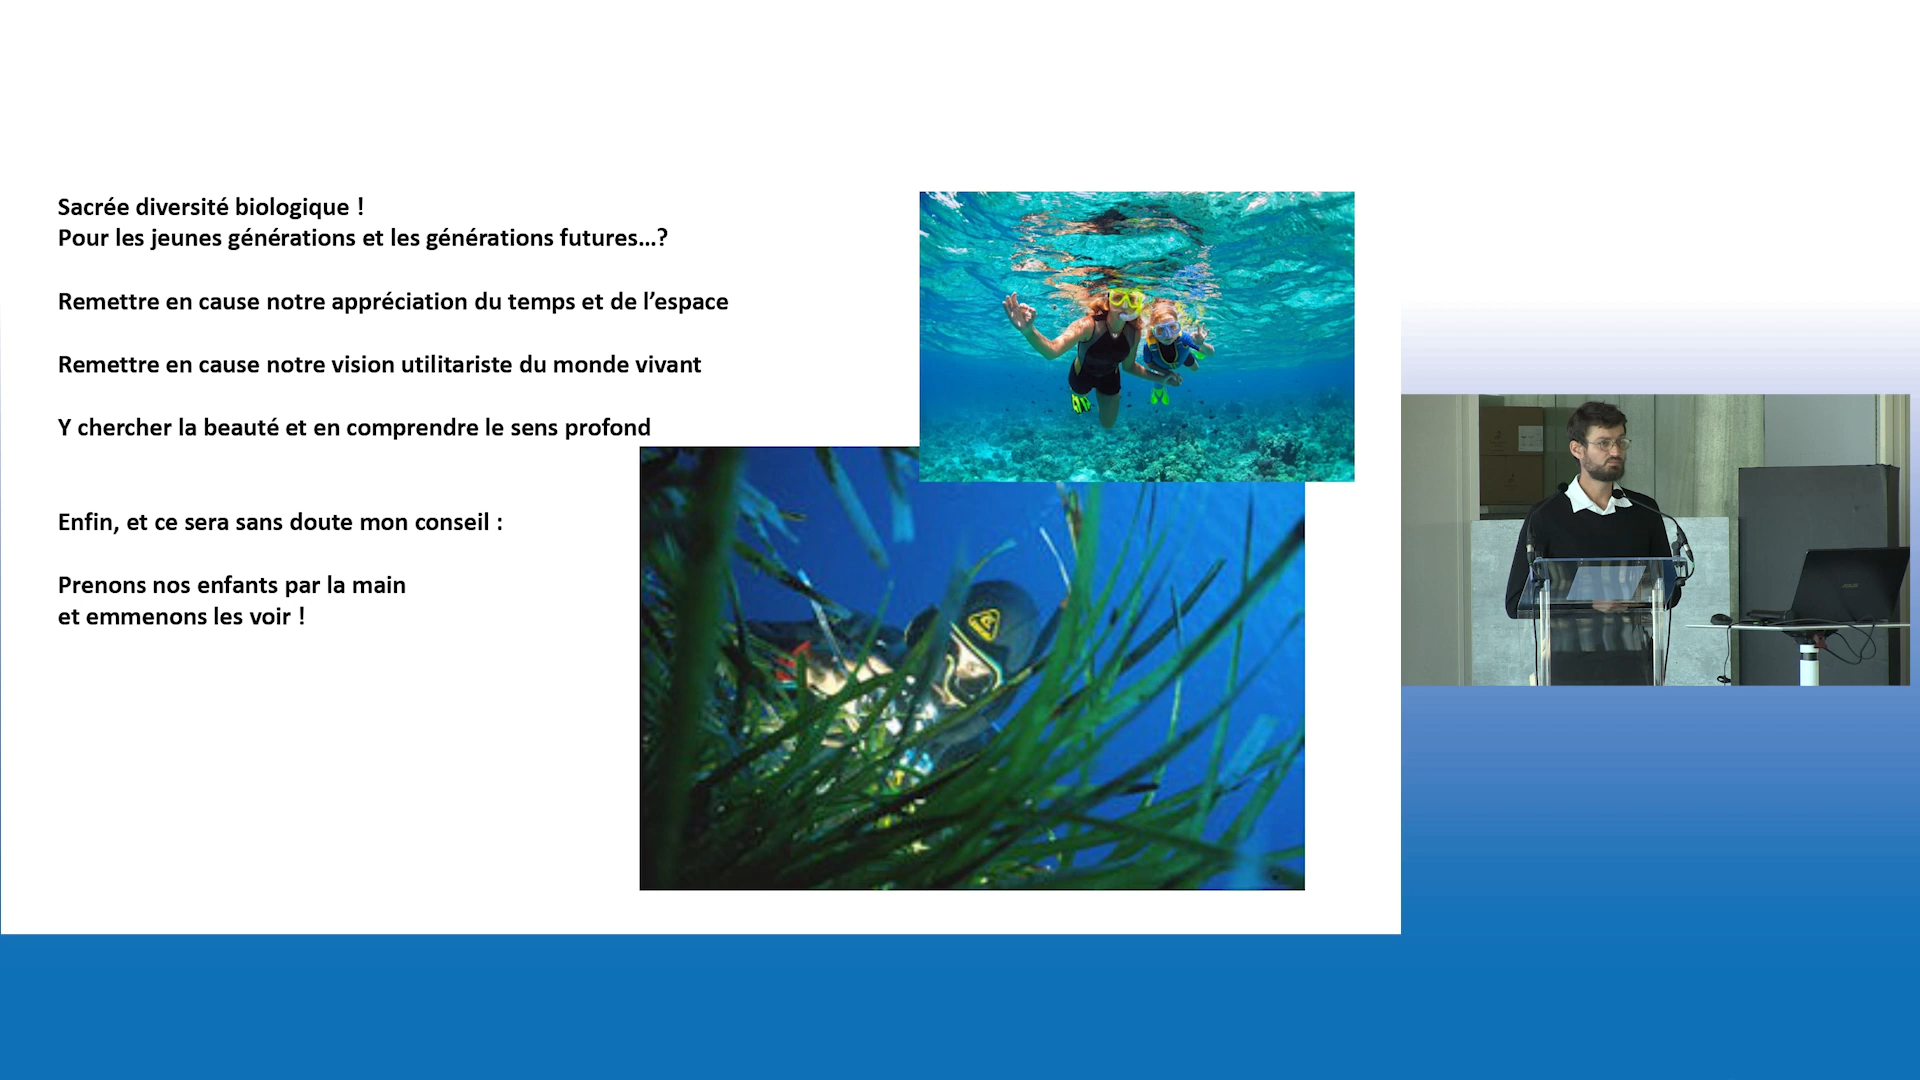 Sacrée diversité biologique !
Pour les jeunes générations et les générations futures...?
Remettre en cause notre appréciation du temps et de l’espace
Remettre en cause notre vision utilitariste du monde vivant
Y chercher la beauté et en comprendre le sens profond
Enfin, et ce sera sans doute mon conseil :
Prenons nos enfants par la main
et emmenons les voir !